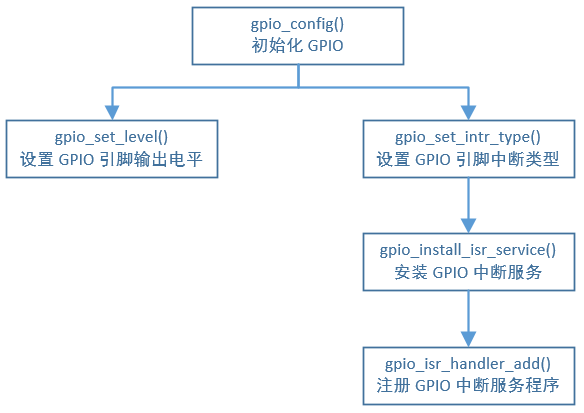 gpio_config()
初始化 GPIO
gpio_set_level()
设置 GPIO 引脚输出电平
gpio_set_intr_type()
设置 GPIO 引脚中断类型
gpio_install_isr_service()
安装 GPIO 中断服务
gpio_isr_handler_add()
注册 GPIO 中断服务程序